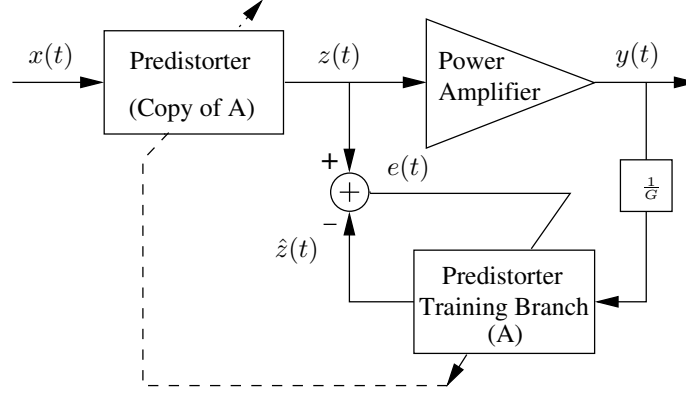 x(t)
Predistorter
(Copy of A)
z(t)
Power
Amplifier
y(t)
+
e(t)
+
1/G
−
ẑ(t)
Predistorter
Training Branch
(A)